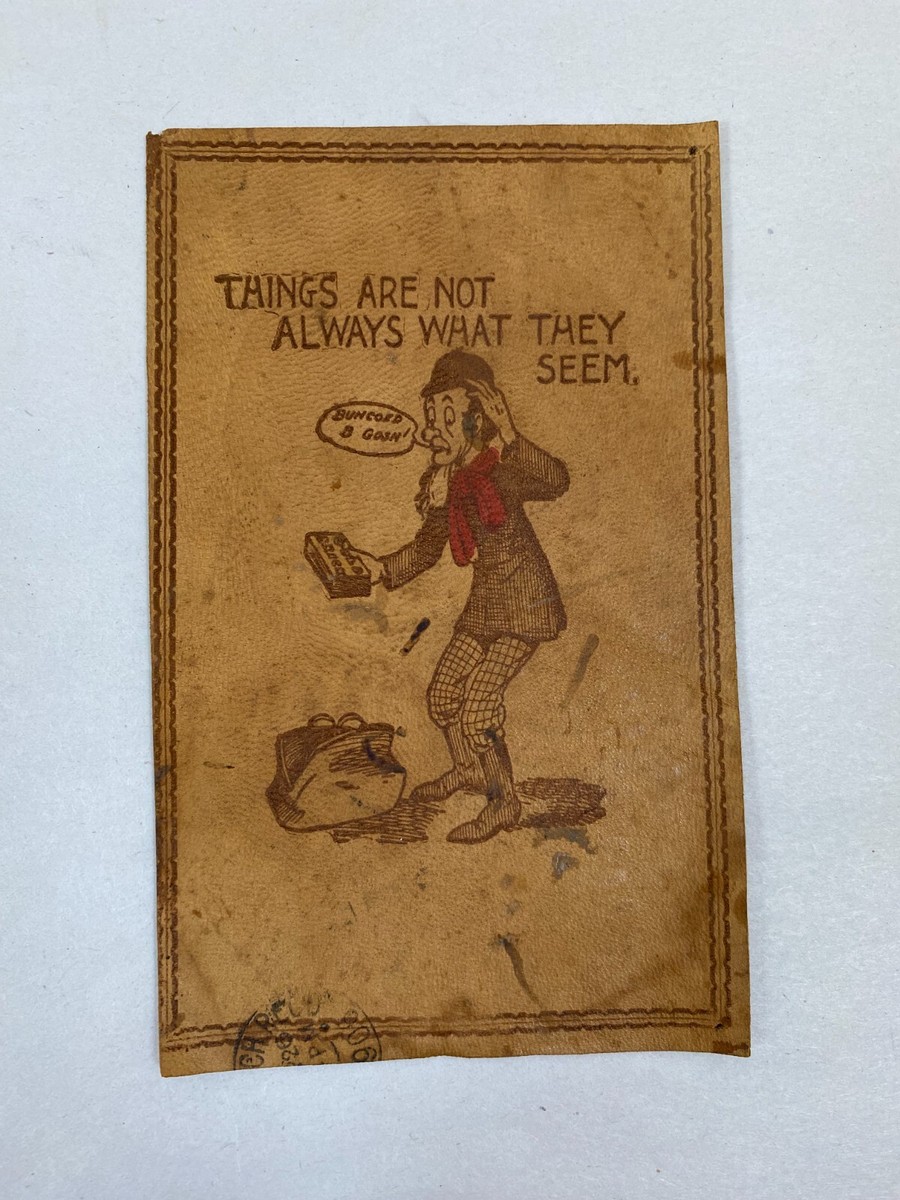 THINGS ARE NOT
ALWAYS WHAT THEY
SEEM.
BUNCOED
B GOSH!